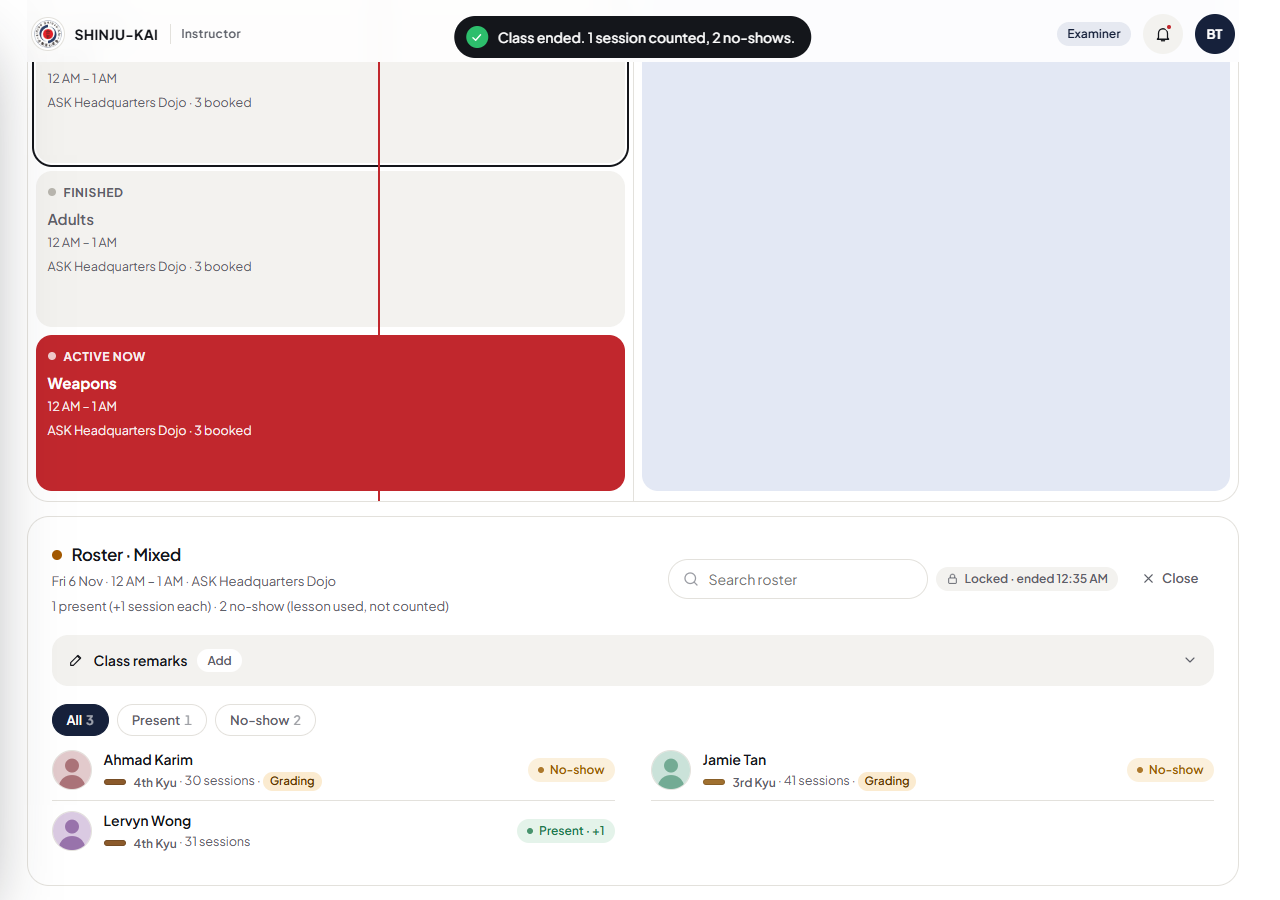 SHINJU-KAI
Instructor
Class ended. 1 session counted, 2 no-shows.
Examiner
BT
12 AM – 1 AM
ASK Headquarters Dojo · 3 booked
FINISHED
Adults
12 AM – 1 AM
ASK Headquarters Dojo · 3 booked
ACTIVE NOW
Weapons
12 AM – 1 AM
ASK Headquarters Dojo · 3 booked
Roster · Mixed
Fri 6 Nov · 12 AM – 1 AM · ASK Headquarters Dojo
1 present (+1 session each) · 2 no-show (lesson used, not counted)
Search roster
Locked · ended 12:35 AM
Close
Class remarks
Add
All 3
Present 1
No-show 2
Ahmad Karim
4th Kyu · 30 sessions · Grading
No-show
Jamie Tan
3rd Kyu · 41 sessions · Grading
No-show
Lervyn Wong
4th Kyu · 31 sessions
Present · +1